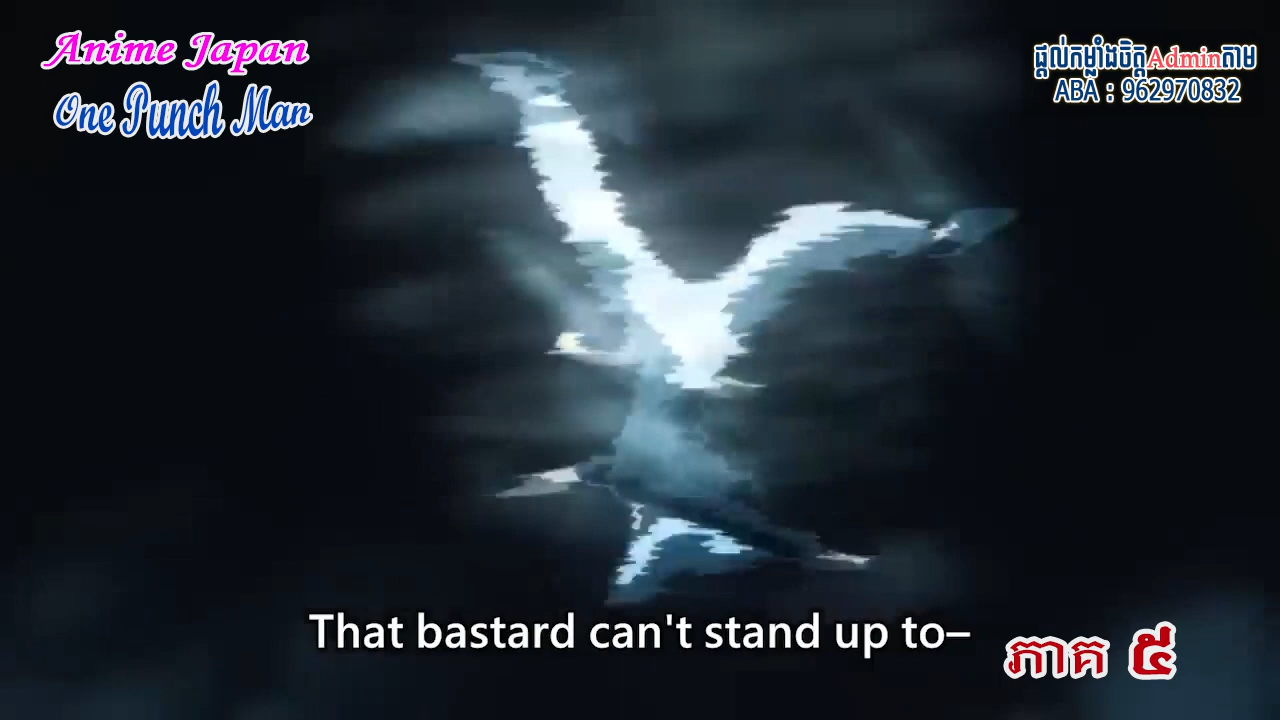 Anime Japan
One Punch Man
ផ្តល់កម្លាំងចិត្តAdminតាម
ABA : 962970832
That bastard can't stand up to–
ភាគ ៥